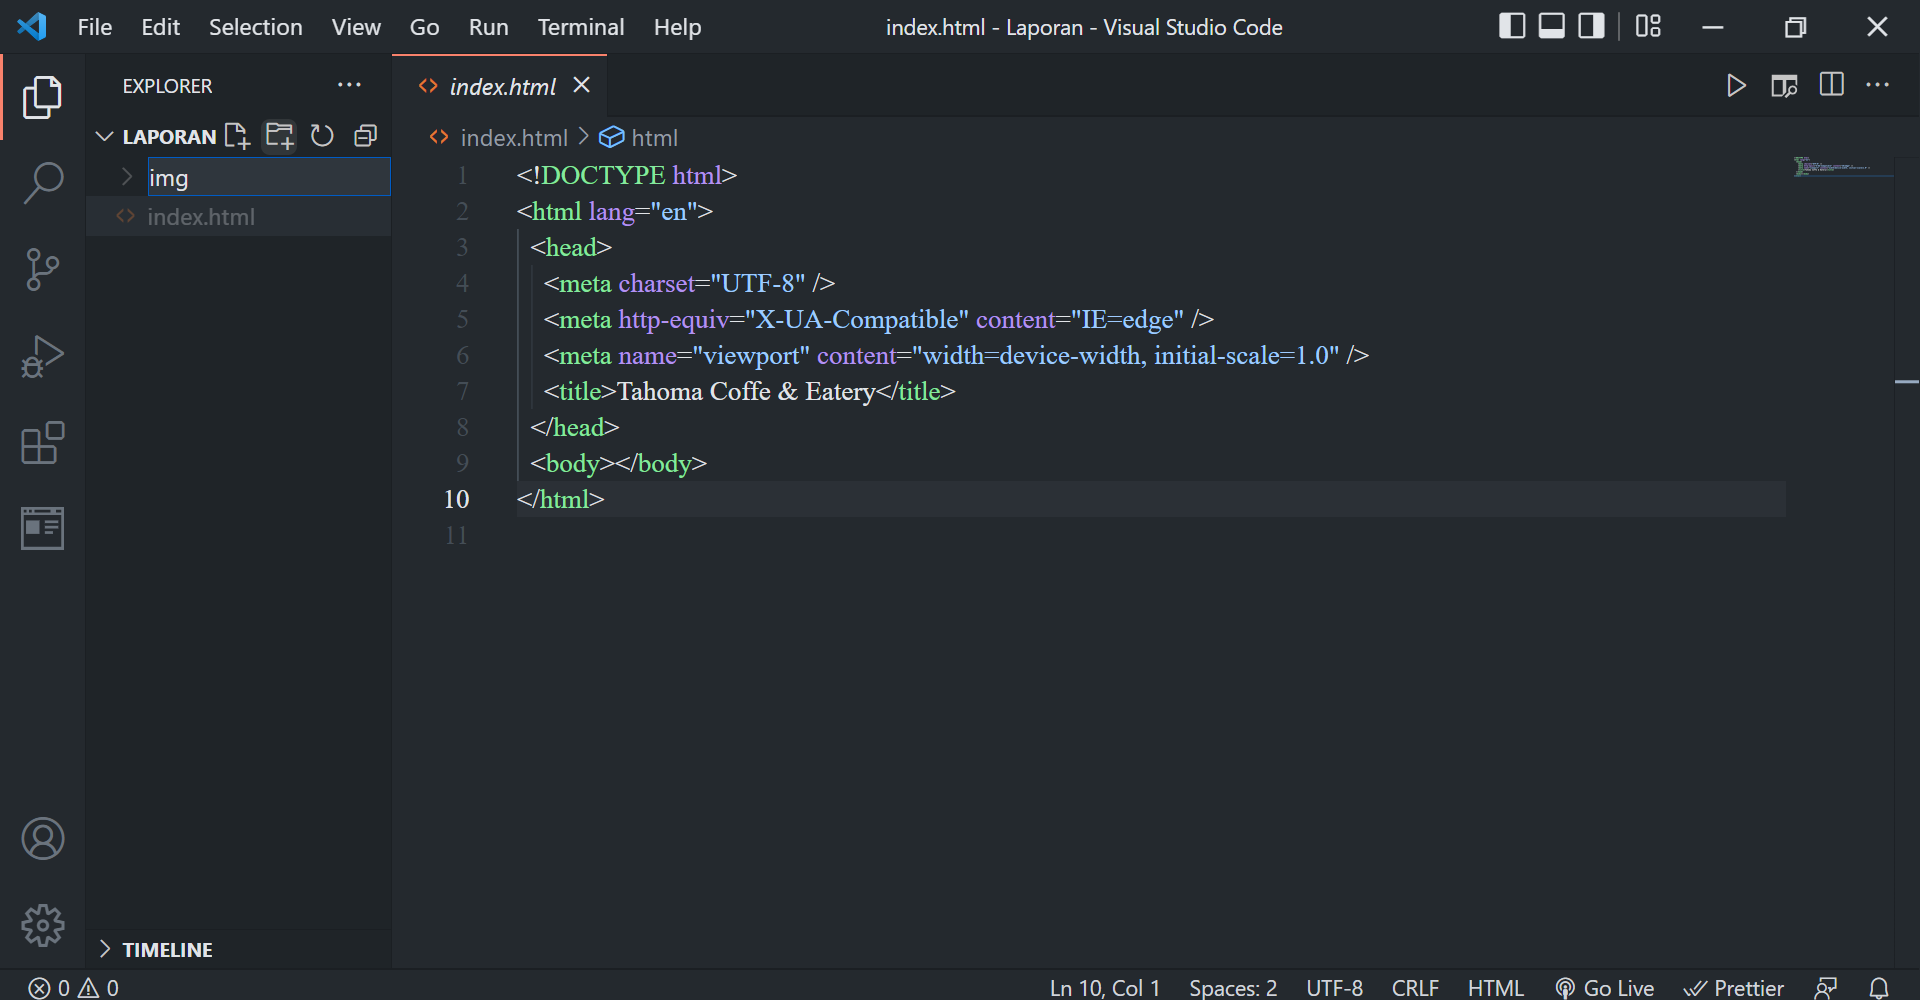 File Edit Selection View Go Run Terminal Help index.html - Laporan - Visual Studio Code
EXPLORER
LAPORAN
img
index.html
TIMELINE
index.html
index.html > html
1 <!DOCTYPE html>
2 <html lang="en">
3 <head>
4 <meta charset="UTF-8" />
5 <meta http-equiv="X-UA-Compatible" content="IE=edge" />
6 <meta name="viewport" content="width=device-width, initial-scale=1.0" />
7 <title>Tahoma Coffe & Eatery</title>
8 </head>
9 <body></body>
10 </html>
11
0 0 Ln 10, Col 1 Spaces: 2 UTF-8 CRLF HTML Go Live Prettier